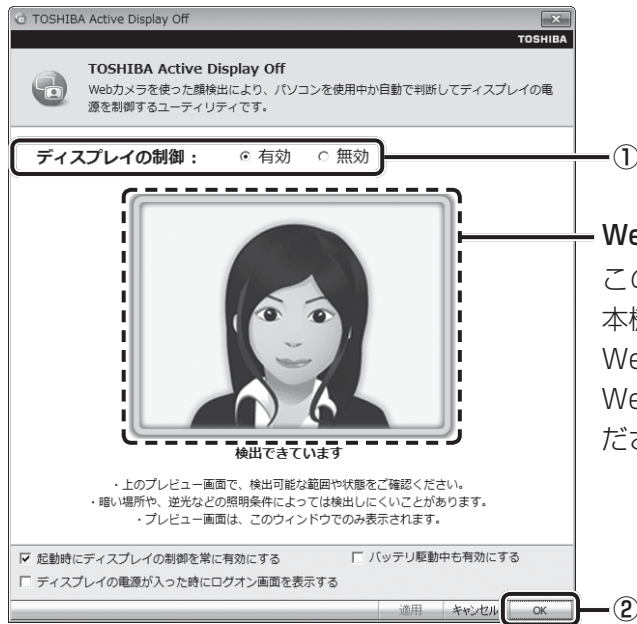 TOSHIBA Active Display Off
TOSHIBA
TOSHIBA Active Display Off
Webカメラを使った顔検出により、パソコンを使用中か自動で判断してディスプレイの電
源を制御するユーティリティです。
ディスプレイの制御： 有効 無効
①
We
この
本機
We
We
ださ
検出できています
・上のプレビュー画面で、検出可能な範囲や状態をご確認ください。
・暗い場所や、逆光などの照明条件によっては検出しにくいことがあります。
・プレビュー画面は、このウィンドウでのみ表示されます。
起動時にディスプレイの制御を常に有効にする バッテリ駆動中も有効にする
ディスプレイの電源が入った時にログオン画面を表示する
適用 キャンセル OK
②